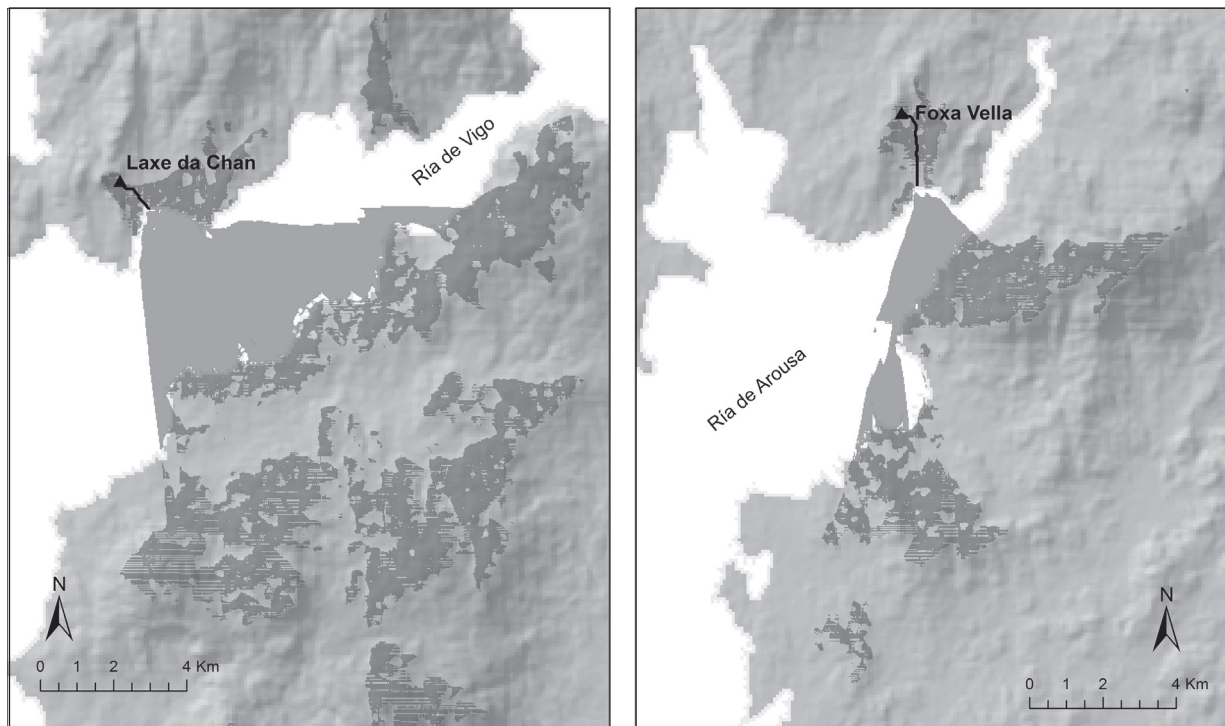 Laxe da Chan
Ría de Vigo
N
0 1 2 4 Km
Foxa Vella
Ría de Arousa
N
0 1 2 4 Km